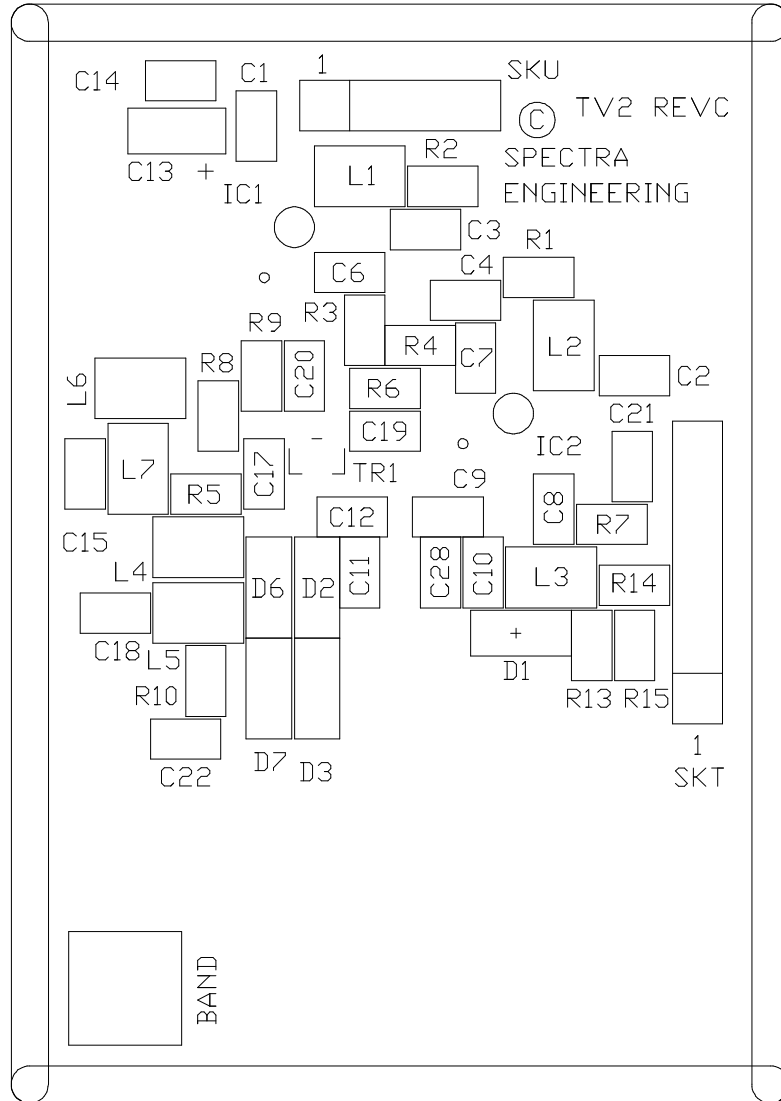 C14
C1
1
SKU
C
TV2 REVC
C13 +
IC1
L1
R2
SPECTRA
ENGINEERING
C3
R1
C6
C4
R3
R9
R4
C7
L2
R8
C20
R6
C2
L6
C21
C19
IC2
L7
C17
TR1
C9
R5
C8
C12
R7
C15
L4
D6
D2
C11
C28
C10
L3
R14
C18
L5
+
D1
R10
R13
R15
C22
D7
D3
1
SKT
BAND